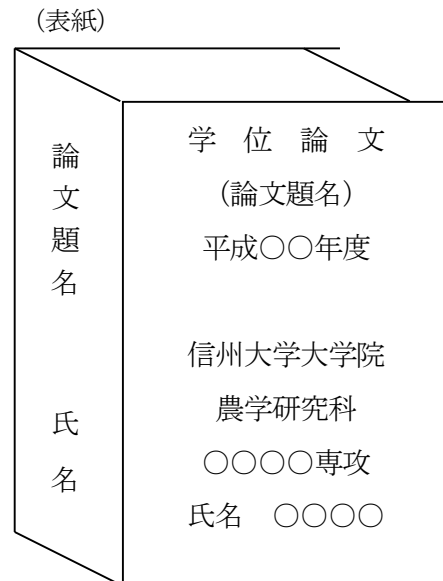 (表紙)
論文題名
氏名
学 位 論 文
(論文題名)
平成○○年度
信州大学大学院
農学研究科
○○○○専攻
氏名 ○○○○